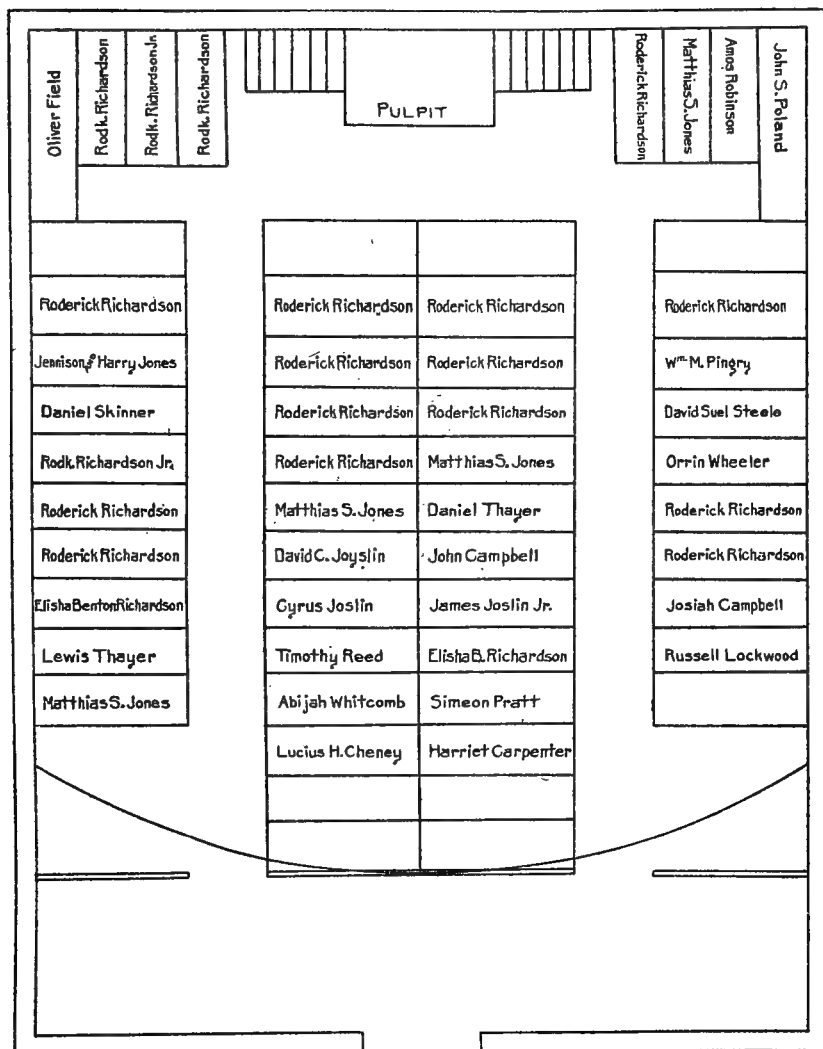 Oliver Field
Rodk. Richardson
Rodk. Richardson Jr.
Rodk. Richardson
PULPIT
Roderick Richardson
Matthias S. Jones
Amos Robinson
John S. Poland
Roderick Richardson
Jennison & Harry Jones
Daniel Skinner
Rodk. Richardson Jr.
Roderick Richardson
Roderick Richardson
Elisha Benton Richardson
Lewis Thayer
Matthias S. Jones
Roderick Richardson
Roderick Richardson
Roderick Richardson
Roderick Richardson
Matthias S. Jones
David C. Joyslin
Cyrus Joslin
Timothy Reed
Abijah Whitcomb
Lucius H. Cheney
Roderick Richardson
Roderick Richardson
Roderick Richardson
Matthias S. Jones
Daniel Thayer
John Campbell
James Joslin Jr.
Elisha B. Richardson
Simeon Pratt
Harriet Carpenter
Roderick Richardson
Wm M. Pingry
David Suel Steele
Orrin Wheeler
Roderick Richardson
Roderick Richardson
Josiah Campbell
Russell Lockwood